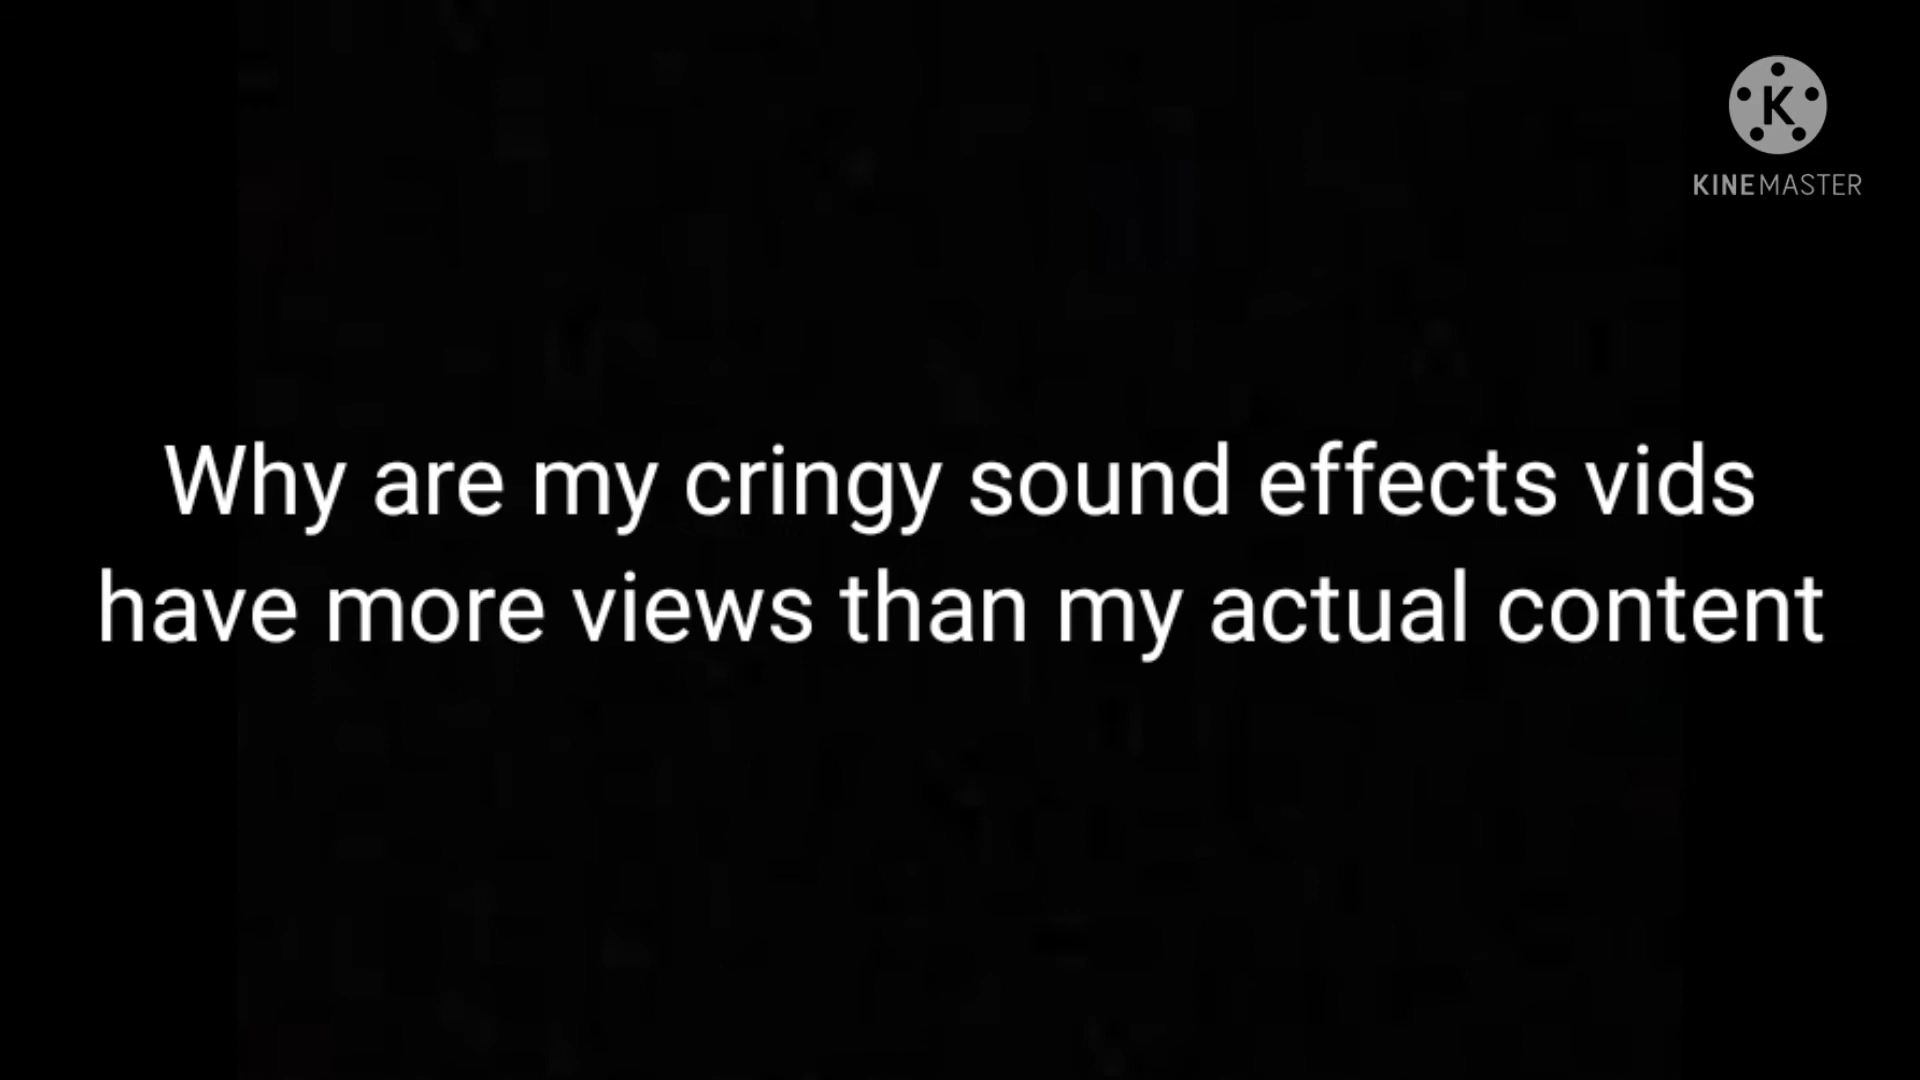 K
KINEMASTER
Why are my cringy sound effects vids
have more views than my actual content